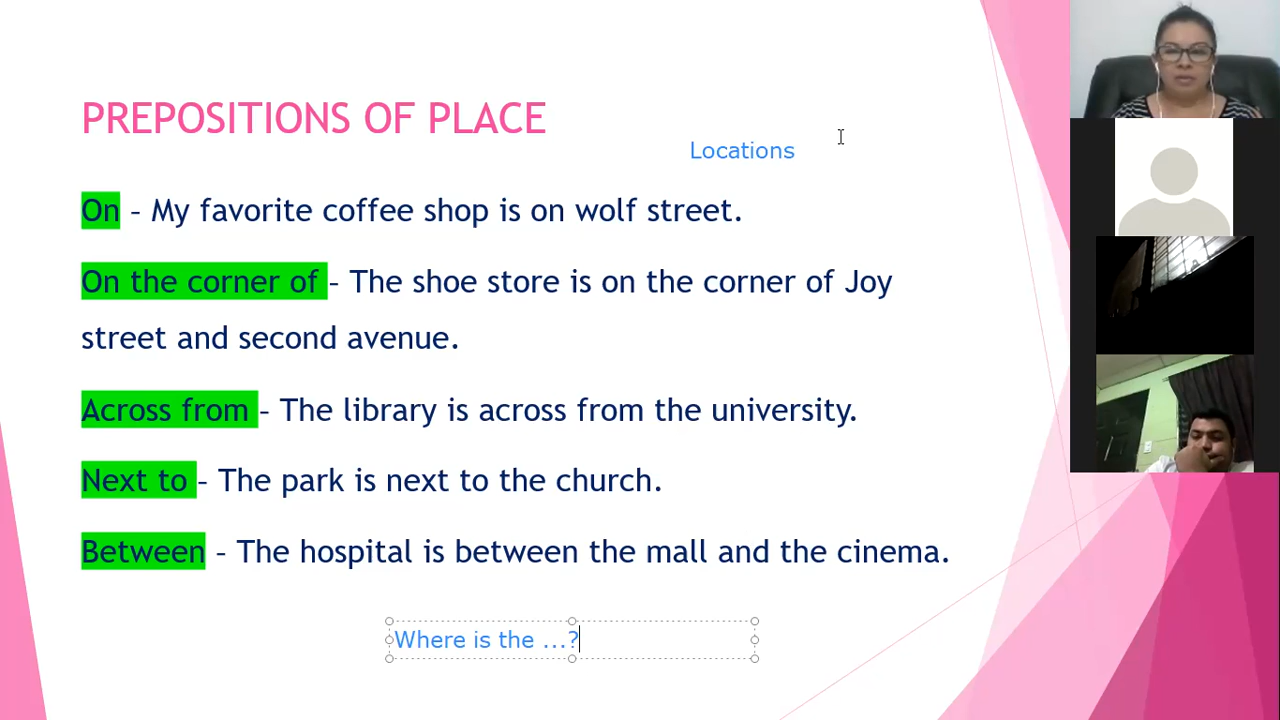 PREPOSITIONS OF PLACE
Locations
On – My favorite coffee shop is on wolf street.
On the corner of – The shoe store is on the corner of Joy
street and second avenue.
Across from – The library is across from the university.
Next to – The park is next to the church.
Between – The hospital is between the mall and the cinema.
Where is the ...?